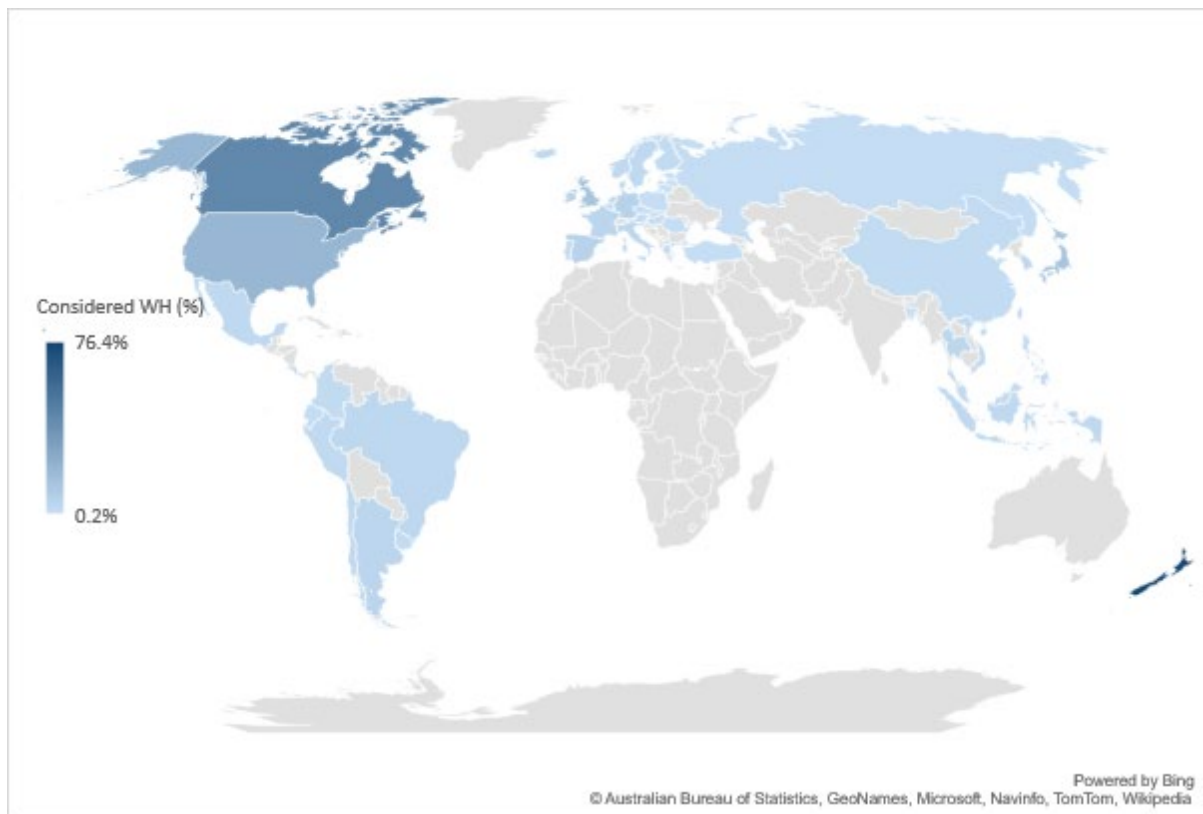 Considered WH (%)
76.4%
0.2%
Powered by Bing
© Australian Bureau of Statistics, GeoNames, Microsoft, Navinfo, TomTom, Wikipedia